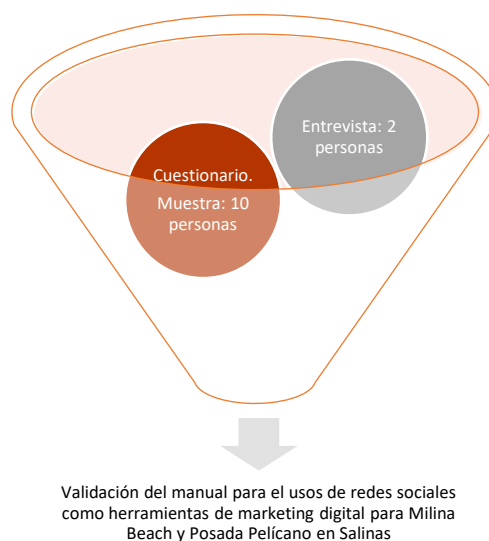 Entrevista: 2
personas
Cuestionario.
Muestra: 10
personas
Validación del manual para el usos de redes sociales
como herramientas de marketing digital para Milina
Beach y Posada Pelícano en Salinas